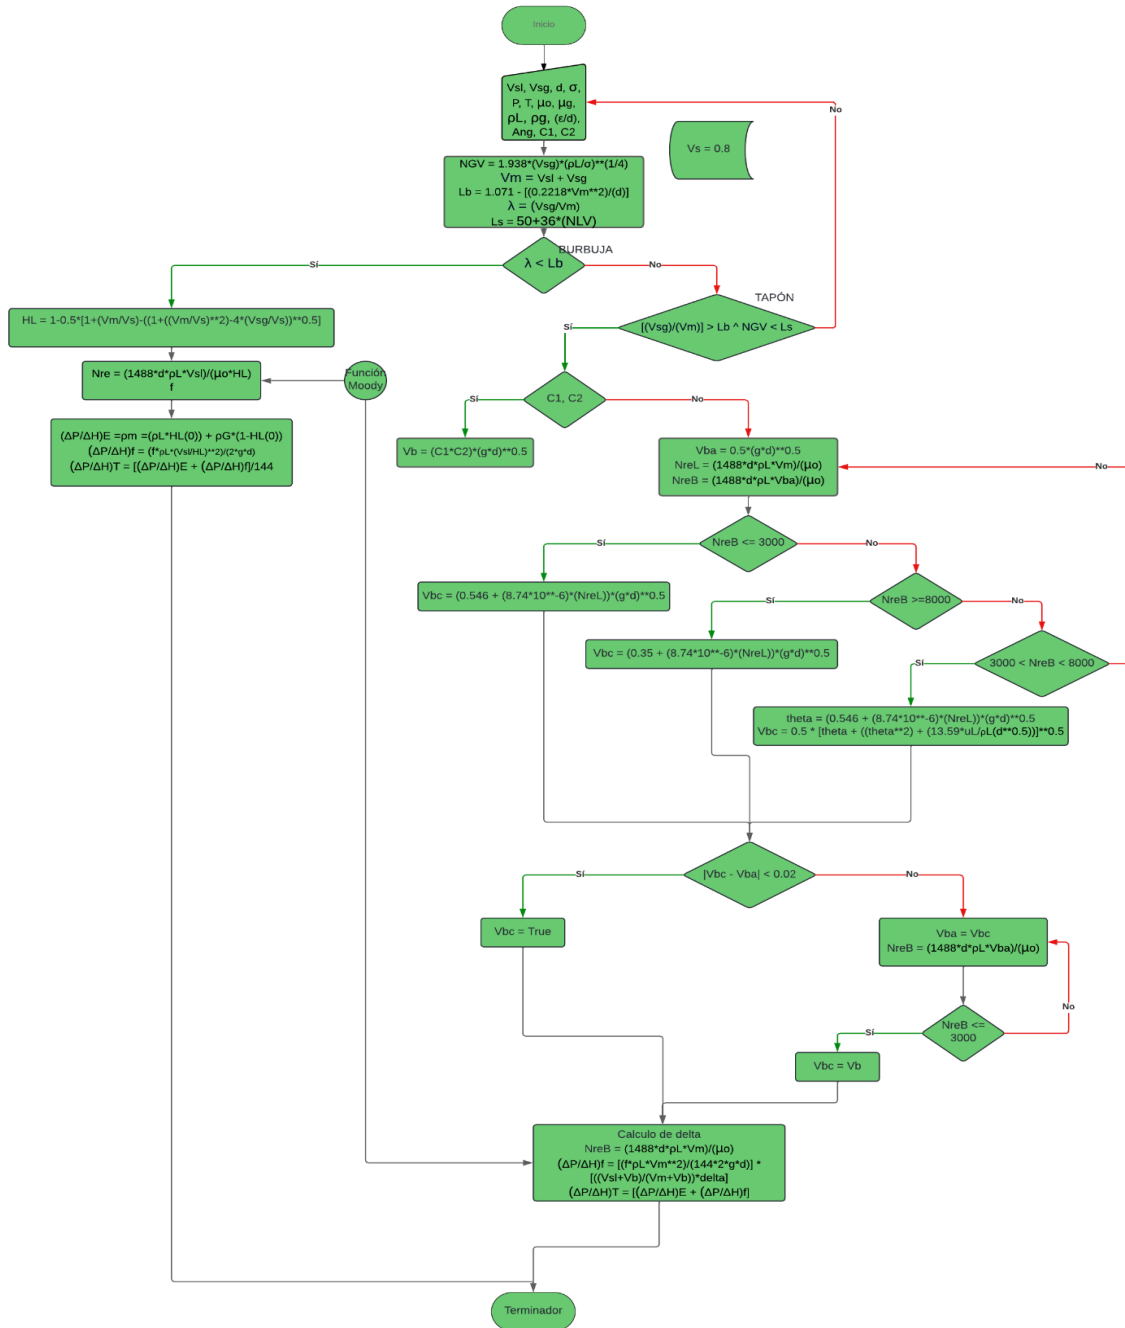 Inicio
Vsl, Vsg, d, σ,
P, T, µo, µg,
ρL, ρg, (ε/d),
Ang, C1, C2
No
Vs = 0.8
NGV = 1.938*(Vsg)*(ρL/σ)**(1/4)
Vm = Vsl + Vsg
Lb = 1.071 - [(0.2218*Vm**2)/(d)]
λ = (Vsg/Vm)
Ls = 50+36*(NLV)
BURBUJA
λ < Lb
Sí
No
TAPÓN
HL = 1-0.5*[1+(Vm/Vs)-((1+((Vm/Vs)**2)-4*(Vsg/Vs))**0.5]
[(Vsg)/(Vm)] > Lb ^ NGV < Ls
Sí
Nre = (1488*d*ρL*Vsl)/(µo*HL)
f
Función
Moody
C1, C2
Sí
No
(ΔP/ΔH)E =ρm =(ρL*HL(0)) + ρG*(1-HL(0))
(ΔP/ΔH)f = (f*ρL*(Vsl/HL)**2)/(2*g*d)
(ΔP/ΔH)T = [(ΔP/ΔH)E + (ΔP/ΔH)f]/144
Vb = (C1*C2)*(g*d)**0.5
Vba = 0.5*(g*d)**0.5
NreL = (1488*d*ρL*Vm)/(µo)
NreB = (1488*d*ρL*Vba)/(µo)
No
NreB <= 3000
Sí
No
Vbc = (0.546 + (8.74*10**-6)*(NreL))*(g*d)**0.5
NreB >=8000
Sí
No
Vbc = (0.35 + (8.74*10**-6)*(NreL))*(g*d)**0.5
3000 < NreB < 8000
Sí
theta = (0.546 + (8.74*10**-6)*(NreL))*(g*d)**0.5
Vbc = 0.5 * [theta + ((theta**2) + (13.59*uL/ρL(d**0.5))]**0.5
|Vbc - Vba| < 0.02
Sí
No
Vbc = True
Vba = Vbc
NreB = (1488*d*ρL*Vba)/(µo)
No
NreB <=
3000
Sí
Vbc = Vb
Calculo de delta
NreB = (1488*d*ρL*Vm)/(µo)
(ΔP/ΔH)f = [(f*ρL*Vm**2)/(144*2*g*d)] *
[((Vsl+Vb)/(Vm+Vb))*delta]
(ΔP/ΔH)T = [(ΔP/ΔH)E + (ΔP/ΔH)f]
Terminador